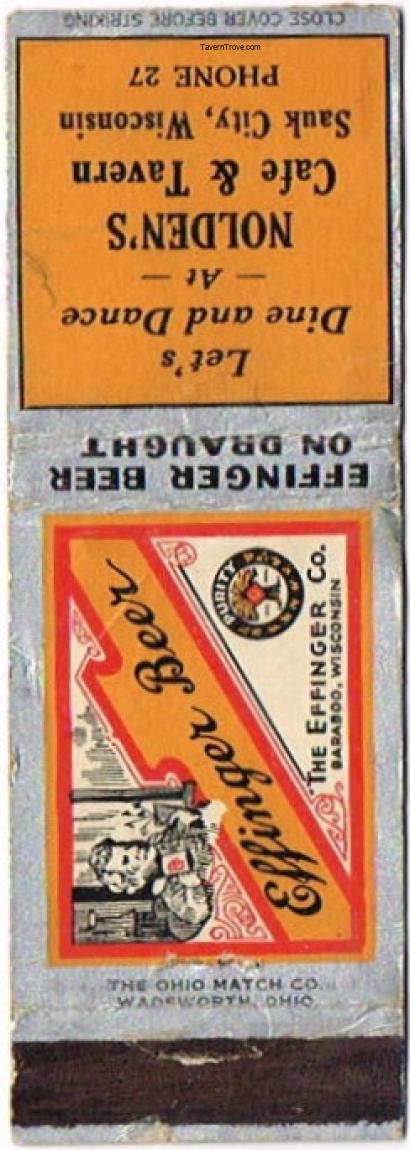 CLOSE COVER BEFORE STRIKING
TavernTrove.com
Let's
Dine and Dance
— At —
NOLDEN'S
Cafe & Tavern
Sauk City, Wisconsin
PHONE 27
EFFINGER BEER
ON DRAUGHT
Effinger Beer
PURITY
THE EFFINGER CO.
BARABOO, WISCONSIN
THE OHIO MATCH CO.
WADSWORTH, OHIO